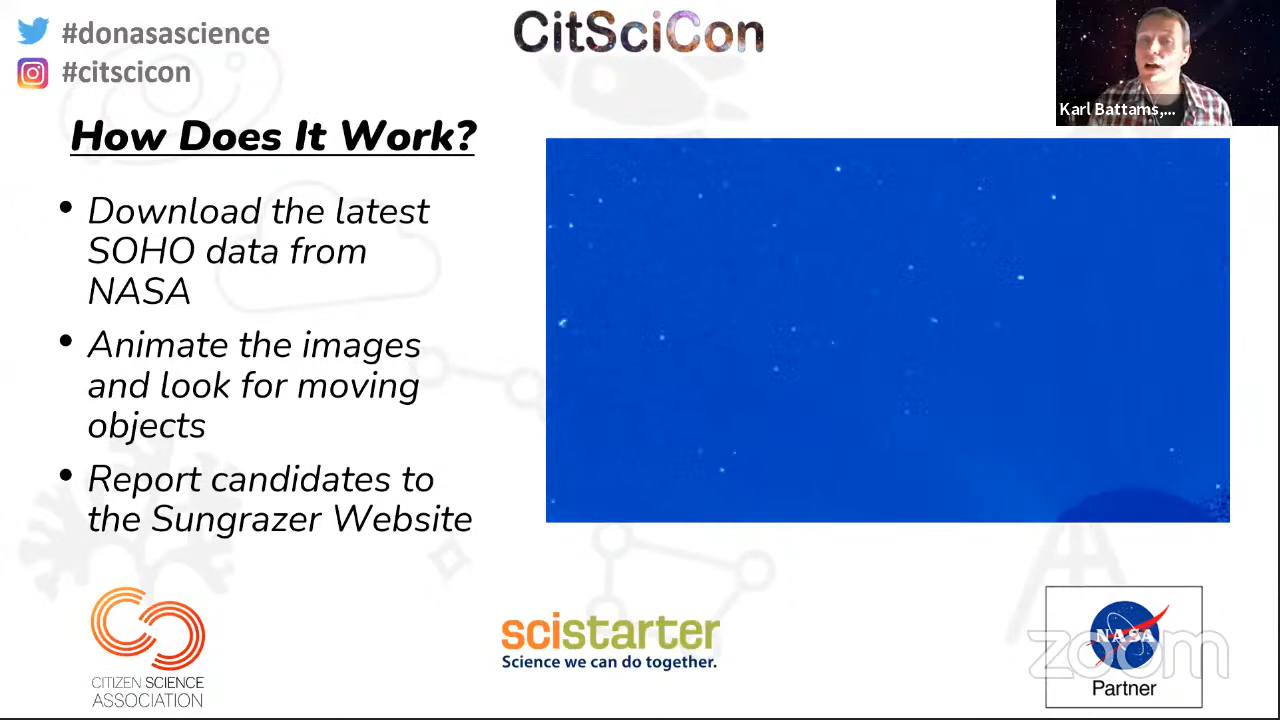 #donasascience
#citscicon
CitSciCon
Karl Battams,...
How Does It Work?
• Download the latest
SOHO data from
NASA
• Animate the images
and look for moving
objects
• Report candidates to
the Sungrazer Website
CITIZEN SCIENCE
ASSOCIATION
scistarter
Science we can do together.
NASA
zoom
Partner